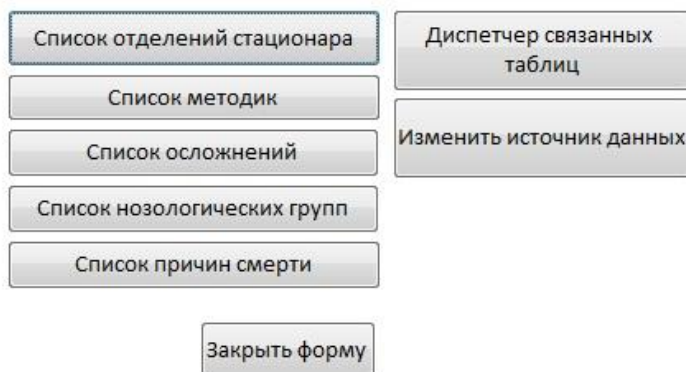 Список отделений стационара
Список методик
Список осложнений
Список нозологических групп
Список причин смерти
Диспетчер связанных
таблиц
Изменить источник данных
Закрыть форму